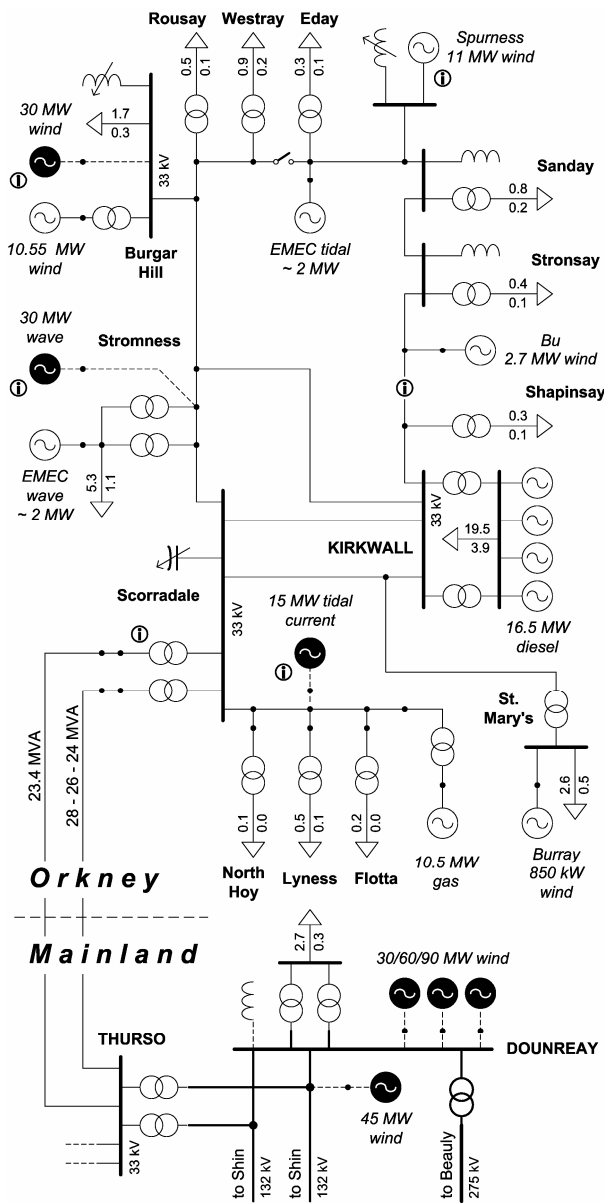 Rousay Westray Eday
0.5
0.1
0.9
0.2
0.3
0.1
Spurness
11 MW wind
i
1.7
0.3
30 MW
wind
i
33 kV
10.55 MW
wind
Burgar
Hill
EMEC tidal
~ 2 MW
Sanday
0.8
0.2
Stronsay
0.4
0.1
Bu
2.7 MW wind
i
Shapinsay
0.3
0.1
30 MW
wave
i
Stromness
EMEC
wave
~ 2 MW
5.3
1.1
33 kV
KIRKWALL
19.5
3.9
16.5 MW
diesel
Scorradale
33 kV
i
15 MW tidal
current
i
23.4 MVA
28 - 26 - 24 MVA
St.
Mary's
2.6
0.5
Burray
850 kW
wind
0.1
0.0
0.5
0.1
0.2
0.0
North
Hoy
Lyness
Flotta
10.5 MW
gas
Orkney
Mainland
2.7
0.3
30/60/90 MW wind
THURSO
DOUNREAY
45 MW
wind
33 kV
to Shin
132 kV
to Shin
132 kV
to Beauly
275 kV